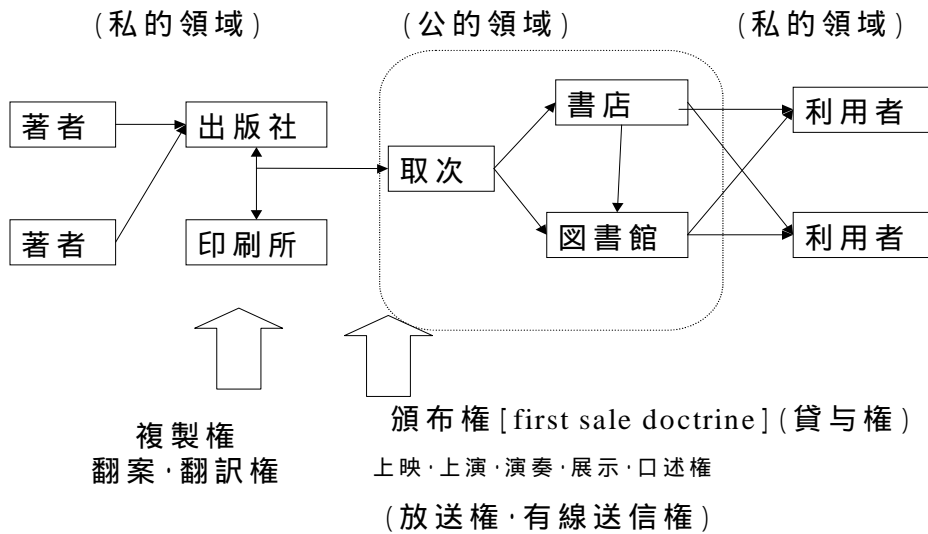 (私的領域) (公的領域) (私的領域)
著者 出版社 書店 利用者
取次
著者 印刷所 図書館 利用者
頒布権[first sale doctrine](貸与権)
複製権
翻案・翻訳権 上映・上演・演奏・展示・口述権
(放送権・有線送信権)